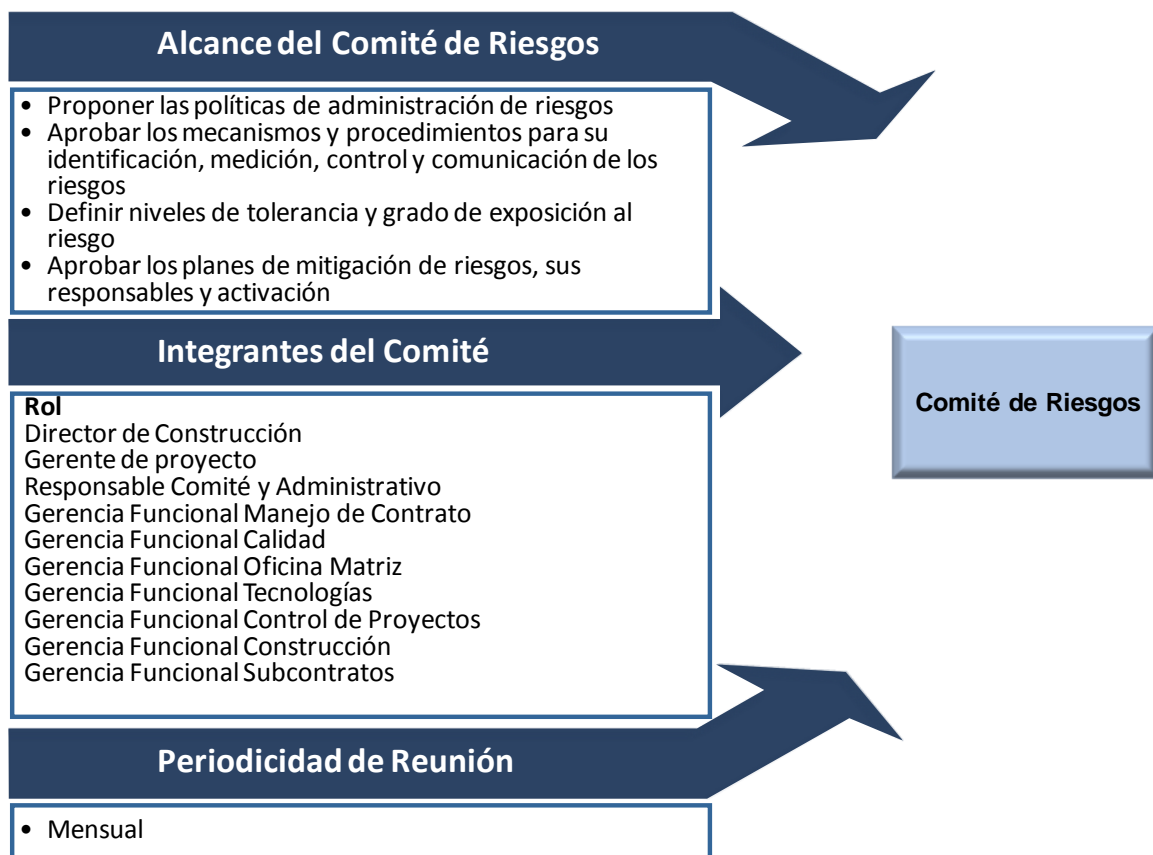 Alcance del Comité de Riesgos
• Proponer las políticas de administración de riesgos
• Aprobar los mecanismos y procedimientos para su
identificación, medición, control y comunicación de los
riesgos
• Definir niveles de tolerancia y grado de exposición al
riesgo
• Aprobar los planes de mitigación de riesgos, sus
responsables y activación
Integrantes del Comité
Rol
Director de Construcción
Gerente de proyecto
Responsable Comité y Administrativo
Gerencia Funcional Manejo de Contrato
Gerencia Funcional Calidad
Gerencia Funcional Oficina Matriz
Gerencia Funcional Tecnologías
Gerencia Funcional Control de Proyectos
Gerencia Funcional Construcción
Gerencia Funcional Subcontratos
Periodicidad de Reunión
• Mensual
Comité de Riesgos